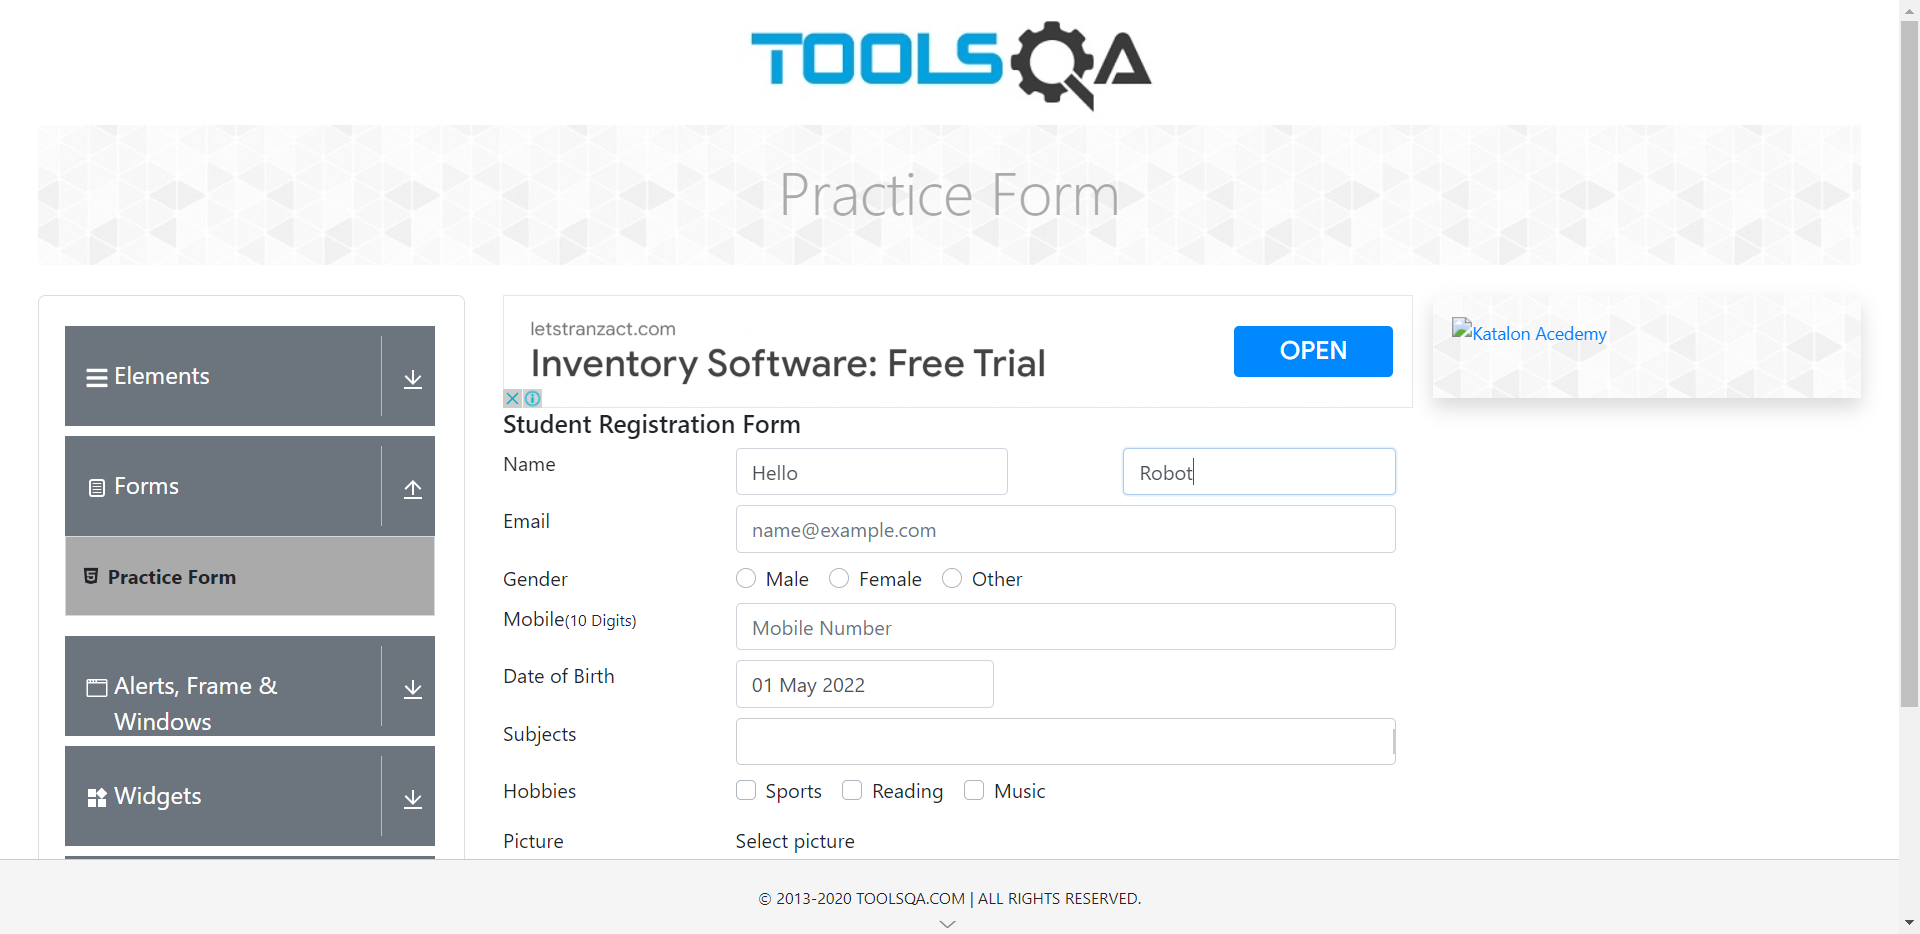 TOOLSQA
Practice Form
Elements
Forms
Practice Form
Alerts, Frame &
Windows
Widgets
letstranzact.com
Inventory Software: Free Trial
OPEN
Student Registration Form
Name
Hello
Robot
Email
name@example.com
Gender
Male
Female
Other
Mobile(10 Digits)
Mobile Number
Date of Birth
01 May 2022
Subjects
Hobbies
Sports
Reading
Music
Picture
Select picture
Katalon Acedemy
© 2013-2020 TOOLSQA.COM | ALL RIGHTS RESERVED.